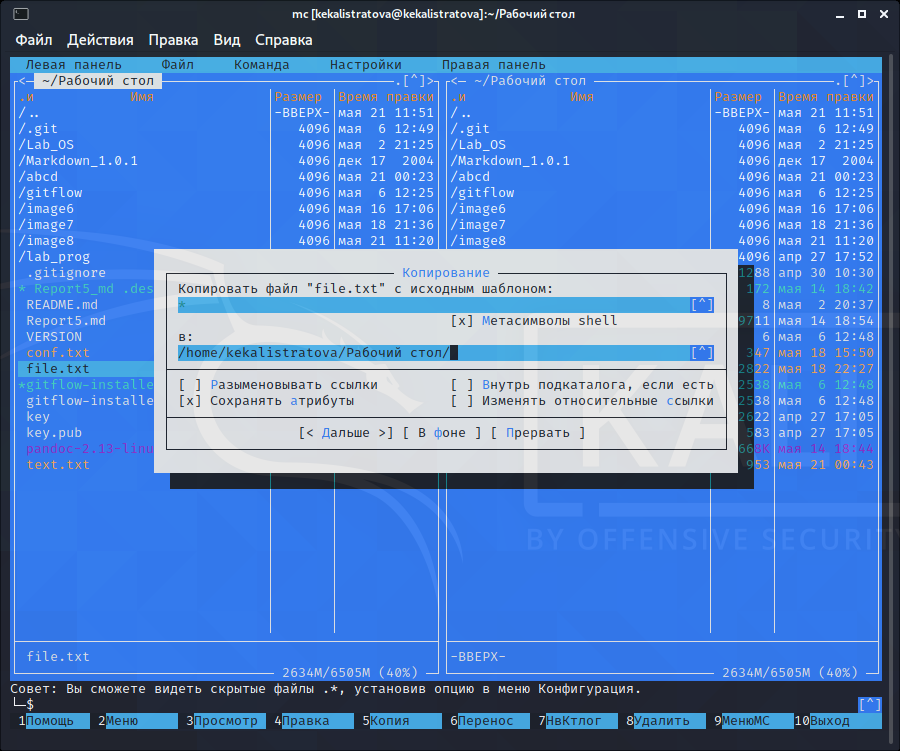 mc [kekalistratova@kekalistratova]:~/Рабочий стол
Файл Действия Правка Вид Справка
Левая панель Файл Команда Настройки Правая панель
<— ~/Рабочий стол .[^]> <— ~/Рабочий стол .[^]>
.и Имя Размер Время правки .и Имя Размер Время правки
/.. -ВВЕРХ- мая 21 11:51 /.. -ВВЕРХ- мая 21 11:51
/.git 4096 мая 6 12:49 /.git 4096 мая 6 12:49
/Lab_OS 4096 мая 2 21:25 /Lab_OS 4096 мая 2 21:25
/Markdown_1.0.1 4096 дек 17 2004 /Markdown_1.0.1 4096 дек 17 2004
/abcd 4096 мая 21 00:23 /abcd 4096 мая 21 00:23
/gitflow 4096 мая 6 12:25 /gitflow 4096 мая 6 12:25
/image6 4096 мая 16 17:06 /image6 4096 мая 16 17:06
/image7 4096 мая 18 21:36 /image7 4096 мая 18 21:36
/image8 4096 мая 21 11:20 /image8 4096 мая 21 11:20
/lab_prog 4096 апр 27 17:52
.gitignore Копирование 1288 апр 30 10:30
* Report5_md .des Копировать файл "file.txt" с исходным шаблоном: 172 мая 14 18:42
README.md * [^] 8 мая 2 20:37
Report5.md [x] Метасимволы shell 9711 мая 14 18:54
VERSION в: 6 мая 6 12:48
conf.txt /home/kekalistratova/Рабочий стол/ [^] 347 мая 18 15:50
file.txt 2822 мая 18 22:27
*gitflow-installe [ ] Разыменовывать ссылки [ ] Внутрь подкаталога, если есть 2538 мая 6 12:48
gitflow-installe [x] Сохранять атрибуты [ ] Изменять относительные ссылки 2538 мая 6 12:48
key 2622 апр 27 17:05
key.pub [< Дальше >] [ В фоне ] [ Прервать ] 583 апр 27 17:05
pandoc-2.13-linu 668K мая 14 18:44
text.txt 953 мая 21 00:43
BY OFFENSIVE SECURIT
file.txt -ВВЕРХ-
2634M/6505M (40%) 2634M/6505M (40%)
Совет: Вы сможете видеть скрытые файлы .*, установив опцию в меню Конфигурация.
└─$ [^]
1Помощь 2Меню 3Просмотр 4Правка 5Копия 6Перенос 7НвКтлог 8Удалить 9МенюМС 10Выход